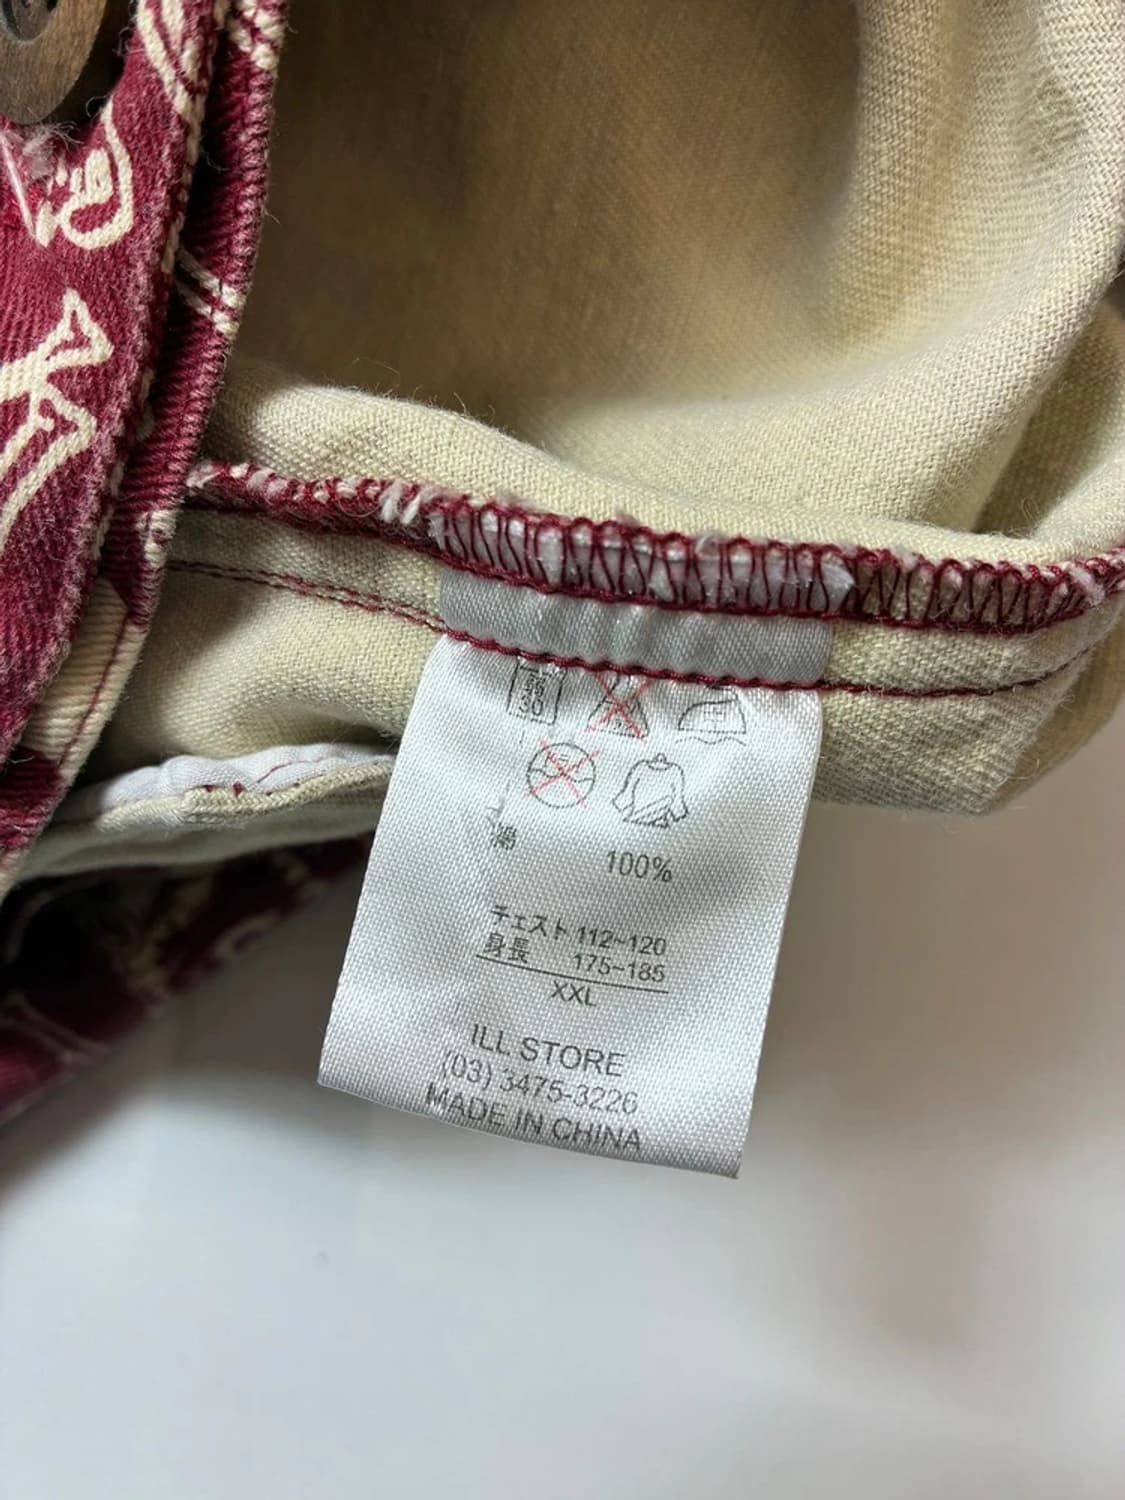 綿 100%
チェスト 112~120
身長 175~185
XXL
ILL STORE
(03) 3475-3226
MADE IN CHINA